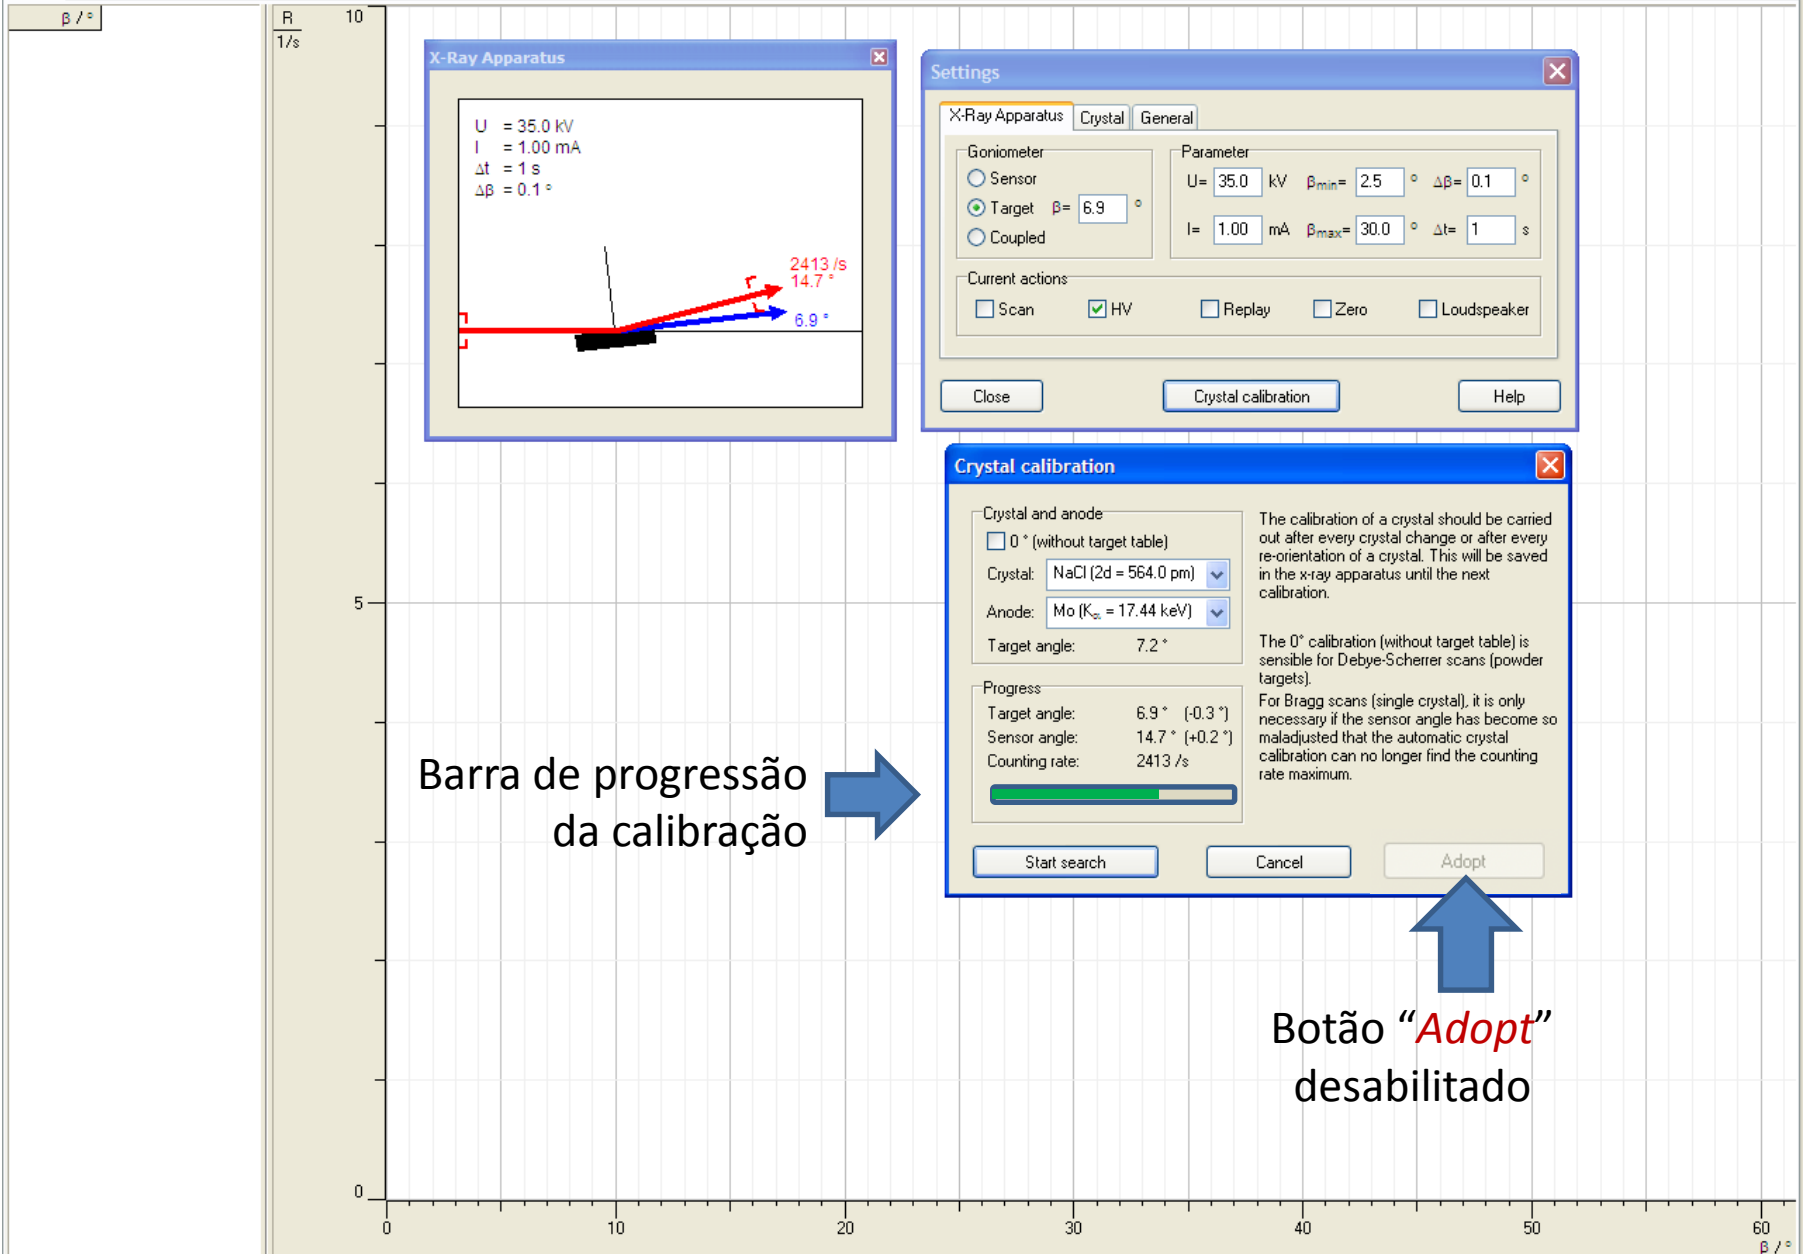 β / °
R
1/s
10
5
0
0
10
20
30
40
50
60
β / °
X-Ray Apparatus
U = 35.0 kV
I = 1.00 mA
Δt = 1 s
Δβ = 0.1 °
2413 /s
14.7 °
6.9 °
Settings
X-Ray Apparatus Crystal General
Goniometer
Sensor
Target β= 6.9 °
Coupled
Parameter
U= 35.0 kV βmin= 2.5 ° Δβ= 0.1 °
I= 1.00 mA βmax= 30.0 ° Δt= 1 s
Current actions
Scan HV Replay Zero Loudspeaker
Close Crystal calibration Help
Crystal calibration
Crystal and anode
0 ° (without target table)
Crystal: NaCl (2d = 564.0 pm)
Anode: Mo (Kα = 17.44 keV)
Target angle: 7.2 °
Progress
Target angle: 6.9 ° (-0.3 °)
Sensor angle: 14.7 ° (+0.2 °)
Counting rate: 2413 /s
The calibration of a crystal should be carried
out after every crystal change or after every
re-orientation of a crystal. This will be saved
in the x-ray apparatus until the next
calibration.
The 0° calibration (without target table) is
sensible for Debye-Scherrer scans (powder
targets).
For Bragg scans (single crystal), it is only
necessary if the sensor angle has become so
maladjusted that the automatic crystal
calibration can no longer find the counting
rate maximum.
Start search Cancel Adopt
Barra de progressão
da calibração
Botão “Adopt”
desabilitado